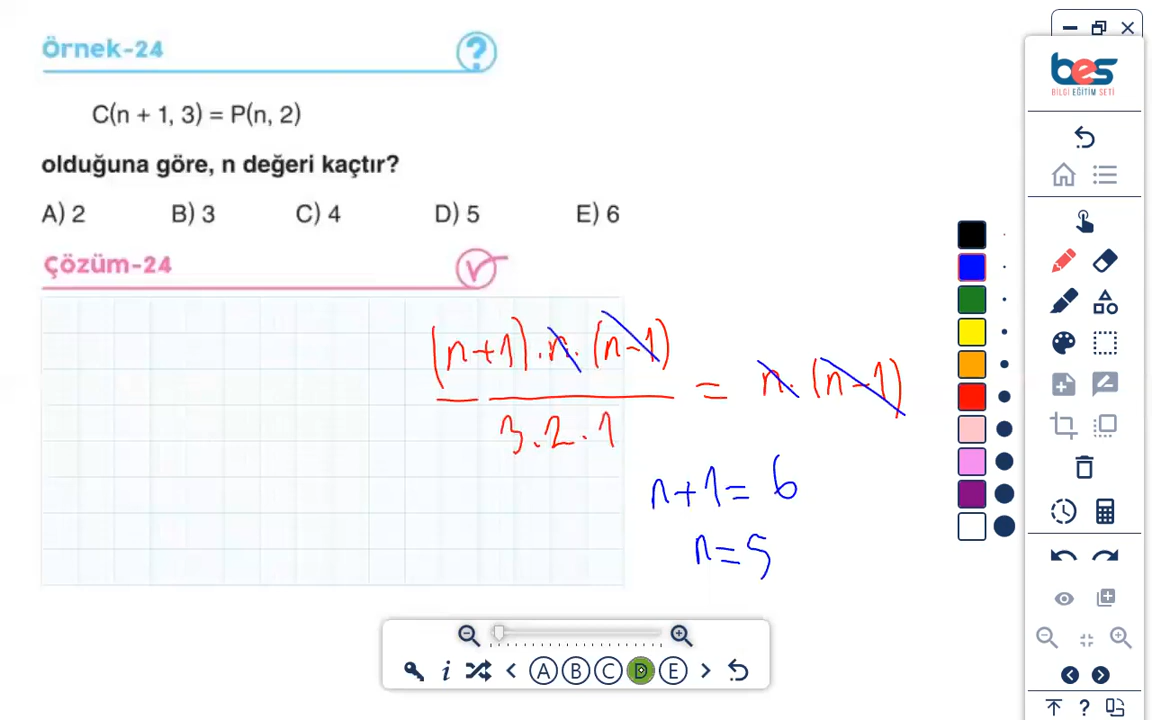 Örnek-24
?
C(n + 1, 3) = P(n, 2)
olduğuna göre, n değeri kaçtır?
A) 2 B) 3 C) 4 D) 5 E) 6
Çözüm-24
(n+1).n.(n-1)
3.2.1
= n.(n-1)
n+1=6
n=5
A B C D E
bes
BİLGİ EĞİTİM SETİ